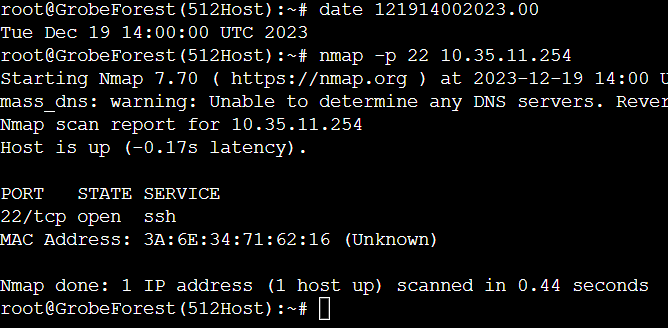 root@GrobeForest(512Host):~# date 121914002023.00
Tue Dec 19 14:00:00 UTC 2023
root@GrobeForest(512Host):~# nmap -p 22 10.35.11.254
Starting Nmap 7.70 ( https://nmap.org ) at 2023-12-19 14:00 U
mass_dns: warning: Unable to determine any DNS servers. Rever
Nmap scan report for 10.35.11.254
Host is up (-0.17s latency).
PORT   STATE SERVICE
22/tcp open  ssh
MAC Address: 3A:6E:34:71:62:16 (Unknown)
Nmap done: 1 IP address (1 host up) scanned in 0.44 seconds
root@GrobeForest(512Host):~#